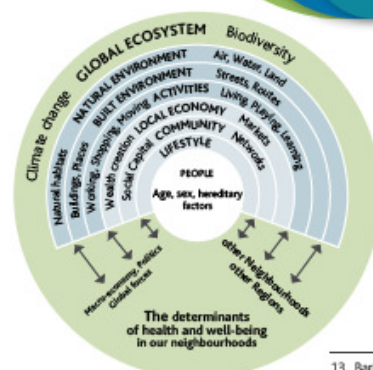 Climate change GLOBAL ECOSYSTEM Biodiversity
Natural habitats NATURAL ENVIRONMENT Air, Water, Land
Buildings, Places BUILT ENVIRONMENT Streets, Routes
Working, Shopping, Moving ACTIVITIES Living, Playing, Learning
Wealth creation LOCAL ECONOMY Markets
Social Capital COMMUNITY Networks
LIFESTYLE
PEOPLE
Age, sex, hereditary
factors
Macro-economy, Politics
Global forces
other Neighbourhoods
other Regions
The determinants
of health and well-being
in our neighbourhoods
13